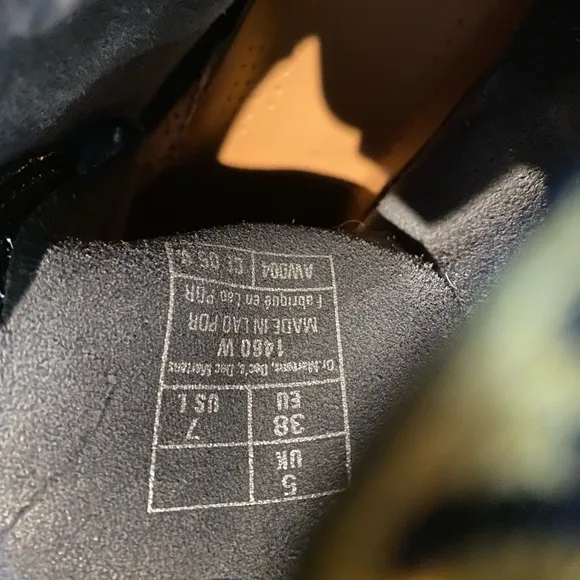 UK
5
EU
38
US L
7
Dr.Martens, Doc's, Doc Martens
1460 W
MADE IN LAO PDR
Fabriqué en Lao PDR
AW004